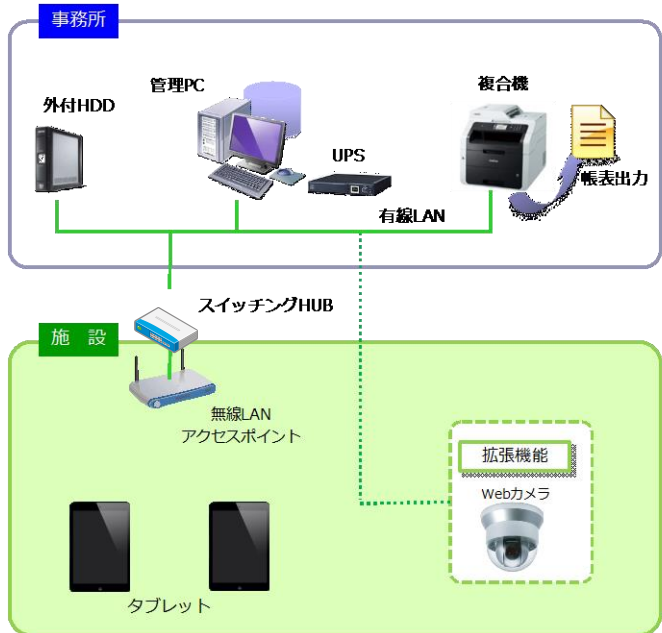 事務所
管理PC
複合機
外付HDD
UPS
帳表出力
有線LAN
スイッチングHUB
施 設
無線LAN
アクセスポイント
拡張機能
Webカメラ
タブレット